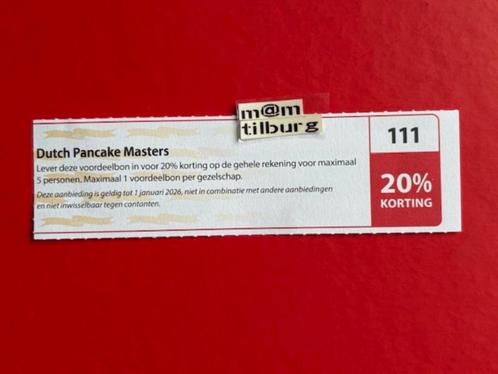 m@m
tilburg
Dutch Pancake Masters
Lever deze voordeelbon in voor 20% korting op de gehele rekening voor maximaal
5 personen. Maximaal 1 voordeelbon per gezelschap.
Deze aanbieding is geldig tot 1 januari 2026, niet in combinatie met andere aanbiedingen
en niet inwisselbaar tegen contanten.
111
20%
KORTING